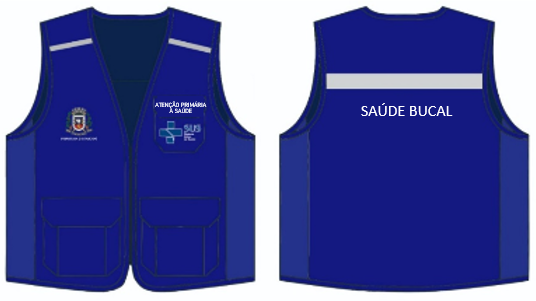 ATENÇÃO PRIMÁRIA
À SAÚDE
SUS
SAÚDE BUCAL